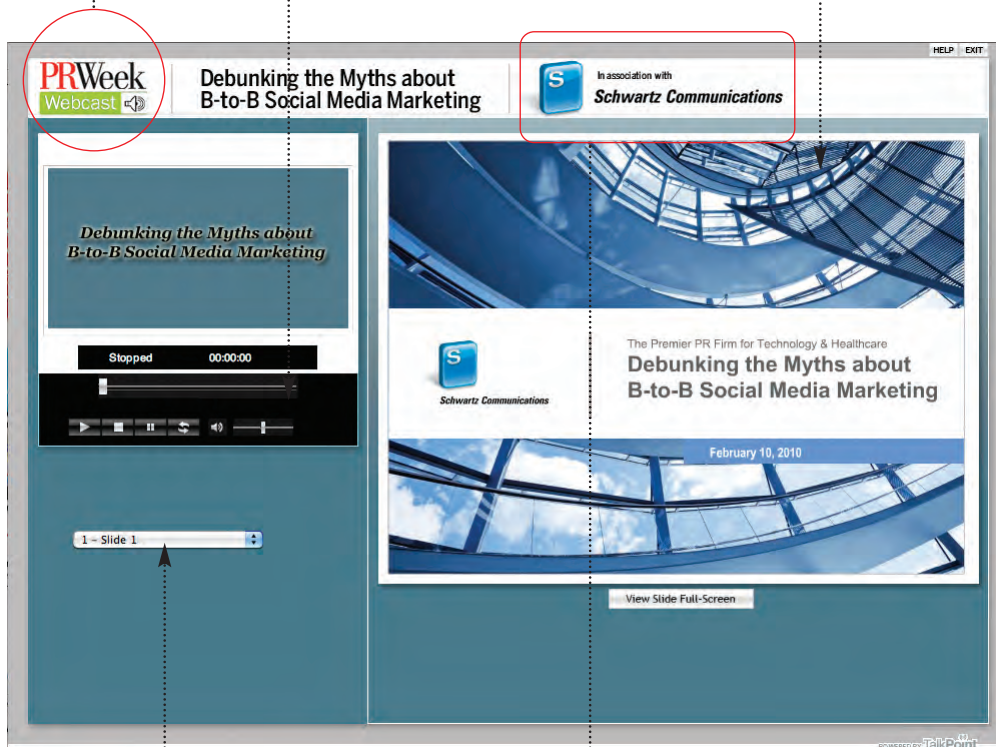 HELP EXIT
PRWeek
Webcast
Debunking the Myths about
B-to-B Social Media Marketing
S
In association with
Schwartz Communications
Debunking the Myths about
B-to-B Social Media Marketing
Stopped 00:00:00
1 - Slide 1
S
Schwartz Communications
The Premier PR Firm for Technology & Healthcare
Debunking the Myths about
B-to-B Social Media Marketing
February 10, 2010
View Slide Full-Screen
POWERED BY TalkPoint